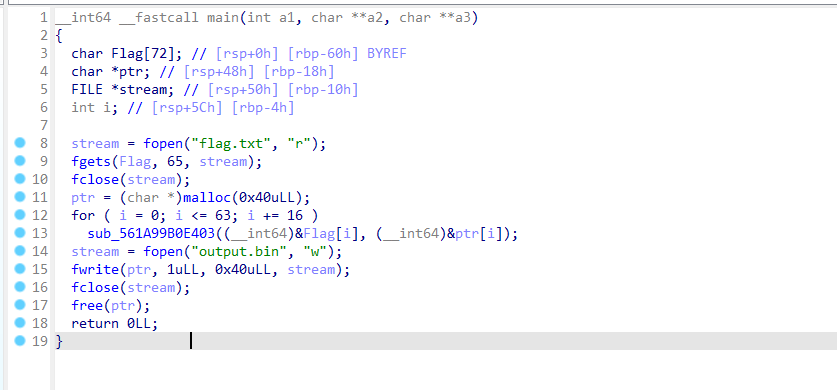 1 __int64 __fastcall main(int a1, char **a2, char **a3)
2 {
3   char Flag[72]; // [rsp+0h] [rbp-60h] BYREF
4   char *ptr; // [rsp+48h] [rbp-18h]
5   FILE *stream; // [rsp+50h] [rbp-10h]
6   int i; // [rsp+5Ch] [rbp-4h]
7
8   stream = fopen("flag.txt", "r");
9   fgets(Flag, 65, stream);
10   fclose(stream);
11   ptr = (char *)malloc(0x40uLL);
12   for ( i = 0; i <= 63; i += 16 )
13     sub_561A99B0E403((__int64)&Flag[i], (__int64)&ptr[i]);
14   stream = fopen("output.bin", "w");
15   fwrite(ptr, 1uLL, 0x40uLL, stream);
16   fclose(stream);
17   free(ptr);
18   return 0LL;
19 }